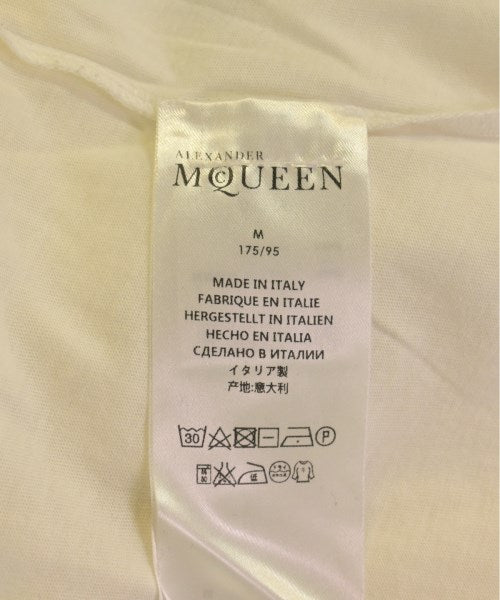 ALEXANDER
McQUEEN
M
175/95
MADE IN ITALY
FABRIQUE EN ITALIE
HERGESTELLT IN ITALIEN
HECHO EN ITALIA
СДЕЛАНО В ИТАЛИИ
イタリア製
产地:意大利
30 P